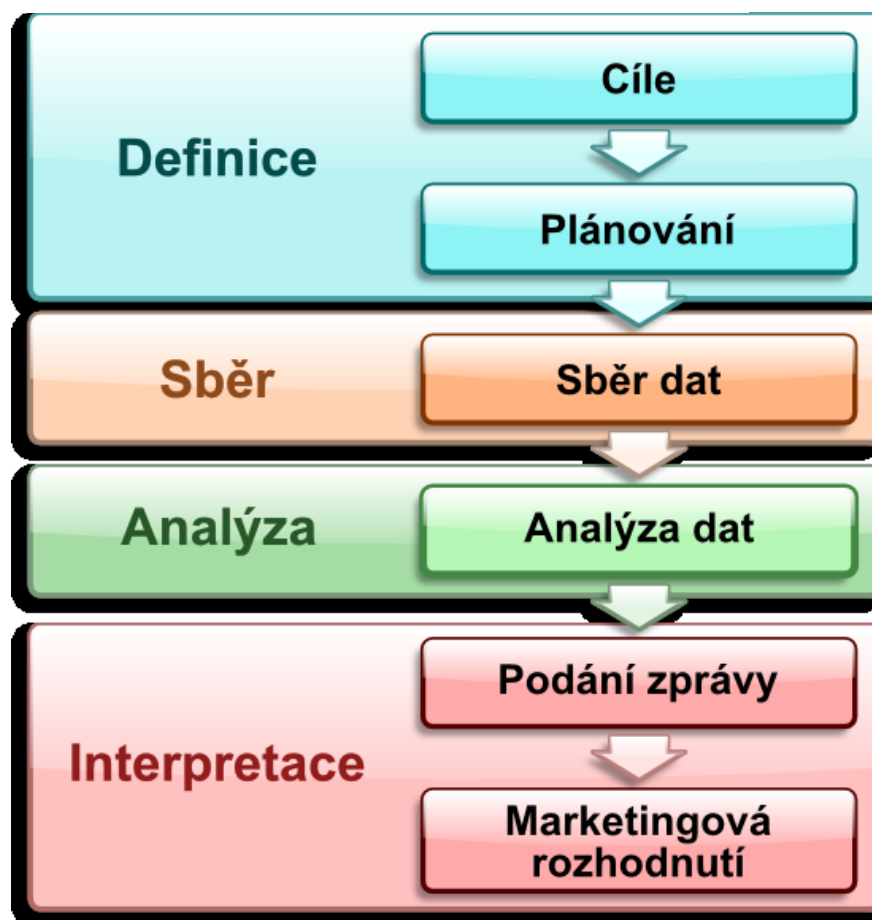 Definice
Cíle
Plánování
Sběr
Sběr dat
Analýza
Analýza dat
Interpretace
Podání zprávy
Marketingová
rozhodnutí